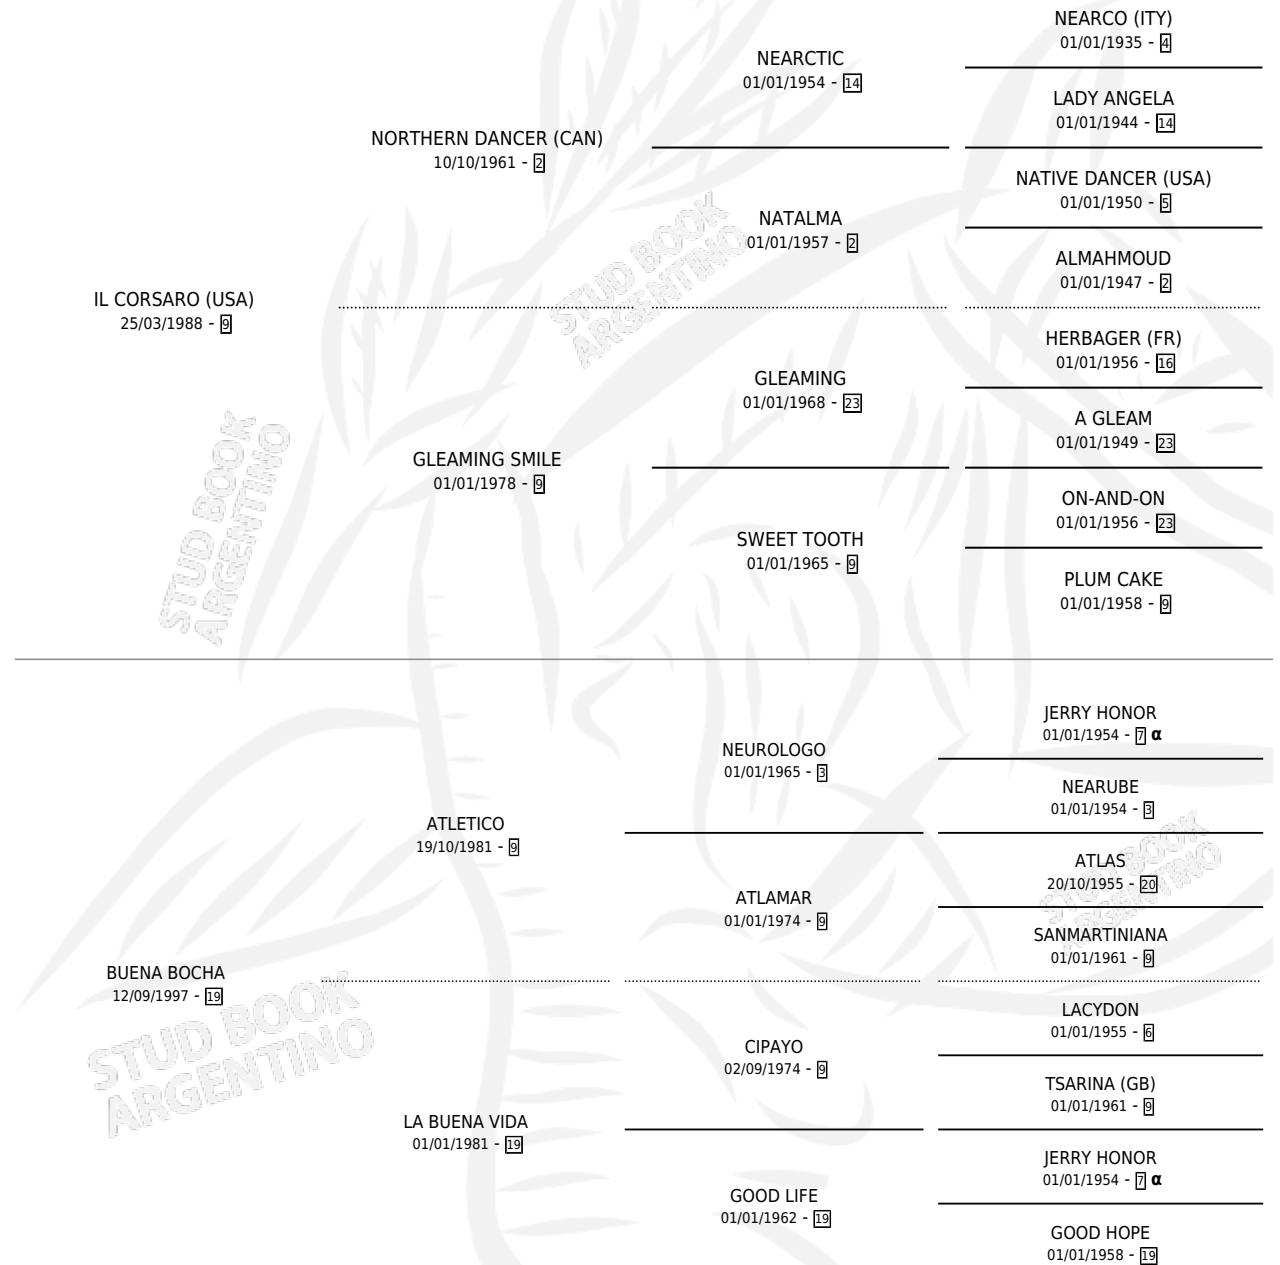 NEARCO (ITY)
01/01/1935 - 4
NEARCTIC
01/01/1954 - 14
LADY ANGELA
01/01/1944 - 14
NORTHERN DANCER (CAN)
10/10/1961 - 2
NATIVE DANCER (USA)
01/01/1950 - 5
NATALMA
01/01/1957 - 2
ALMAHMOUD
01/01/1947 - 2
STUD BOOK
ARGENTINO
IL CORSARO (USA)
25/03/1988 - 9
HERBAGER (FR)
01/01/1956 - 16
GLEAMING
01/01/1968 - 23
A GLEAM
01/01/1949 - 23
GLEAMING SMILE
01/01/1978 - 9
ON-AND-ON
01/01/1956 - 23
SWEET TOOTH
01/01/1965 - 9
PLUM CAKE
01/01/1958 - 9
STUD BOOK
ARGENTINO
JERRY HONOR
01/01/1954 - 7 α
NEUROLOGO
01/01/1965 - 3
NEARUBE
01/01/1954 - 3
ATLETICO
19/10/1981 - 9
ATLAS
20/10/1955 - 20
ATLAMAR
01/01/1974 - 9
SANMARTINIANA
01/01/1961 - 9
STUD BOOK
ARGENTINO
BUENA BOCHA
12/09/1997 - 19
LACYDON
01/01/1955 - 6
CIPAYO
02/09/1974 - 9
TSARINA (GB)
01/01/1961 - 9
LA BUENA VIDA
01/01/1981 - 19
JERRY HONOR
01/01/1954 - 7 α
GOOD LIFE
01/01/1962 - 19
GOOD HOPE
01/01/1958 - 19
STUD BOOK
ARGENTINO